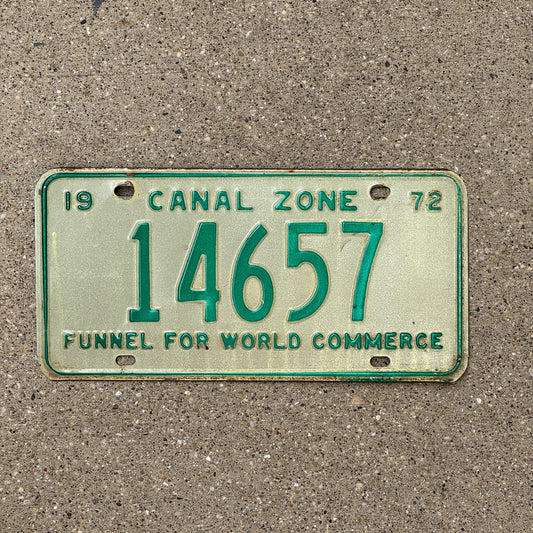 19 CANAL ZONE 72
14657
FUNNEL FOR WORLD COMMERCE